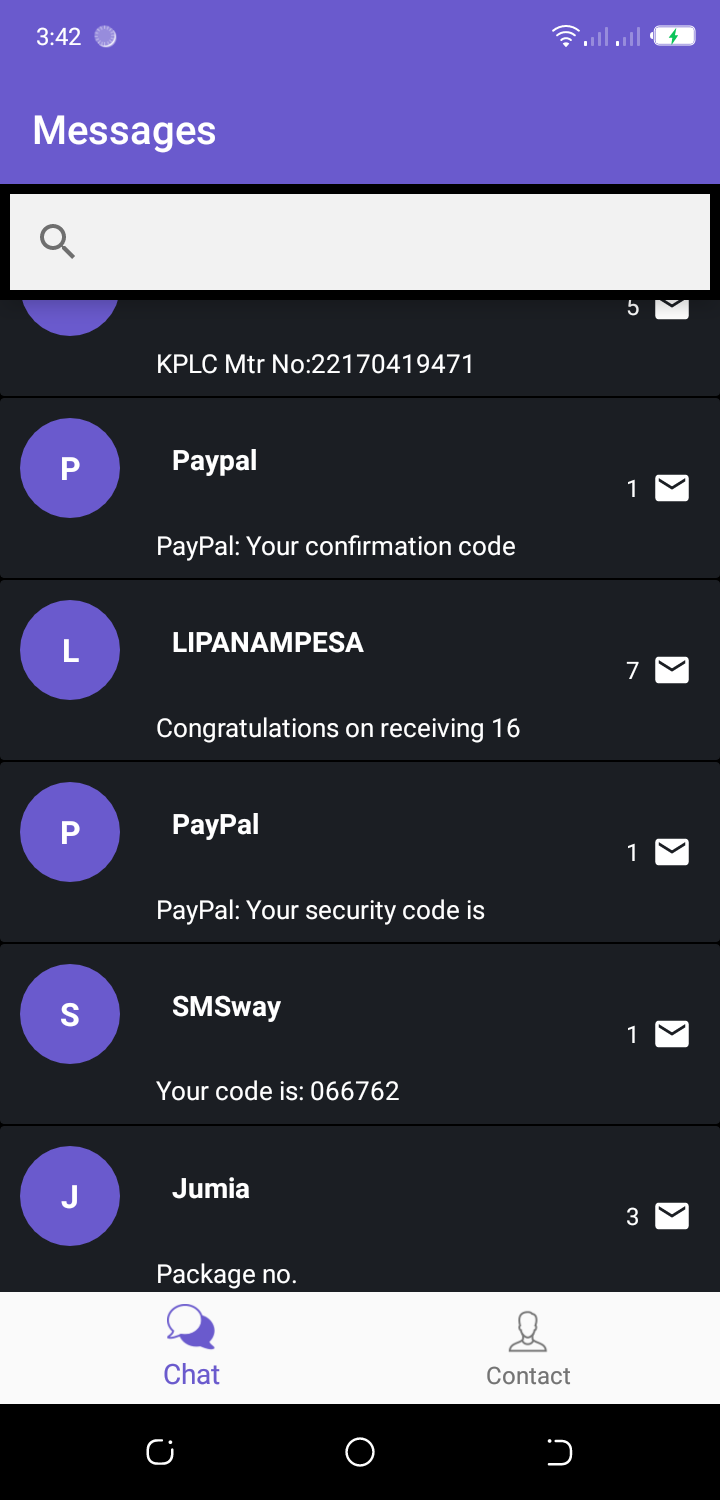 3:42
Messages
5
KPLC Mtr No:22170419471
P
Paypal
1
PayPal: Your confirmation code
L
LIPANAMPESA
7
Congratulations on receiving 16
P
PayPal
1
PayPal: Your security code is
S
SMSway
1
Your code is: 066762
J
Jumia
3
Package no.
Chat
Contact